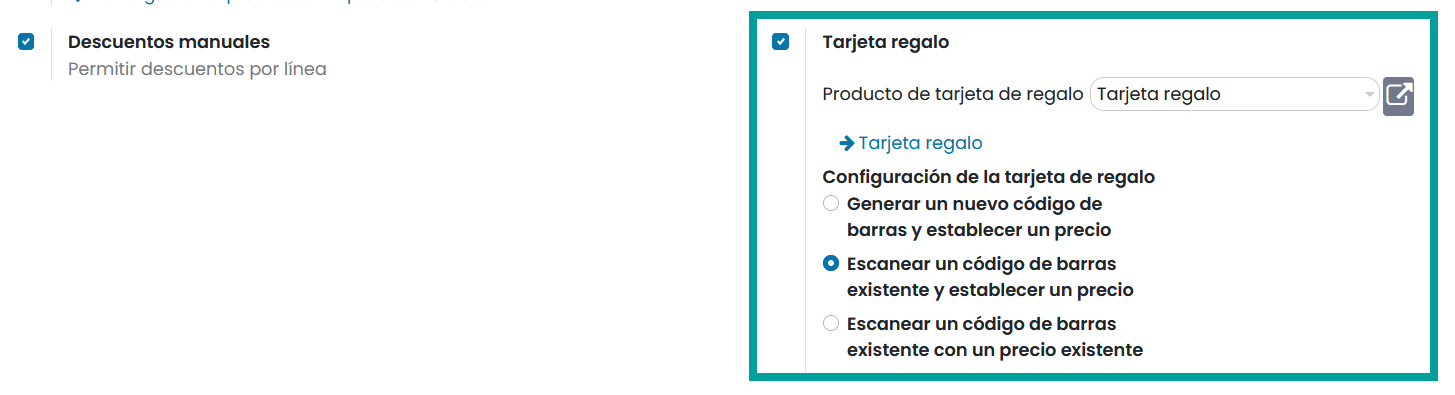 Descuentos manuales
Permitir descuentos por línea
Tarjeta regalo
Producto de tarjeta de regalo Tarjeta regalo
Tarjeta regalo
Configuración de la tarjeta de regalo
Generar un nuevo código de
barras y establecer un precio
Escanear un código de barras
existente y establecer un precio
Escanear un código de barras
existente con un precio existente